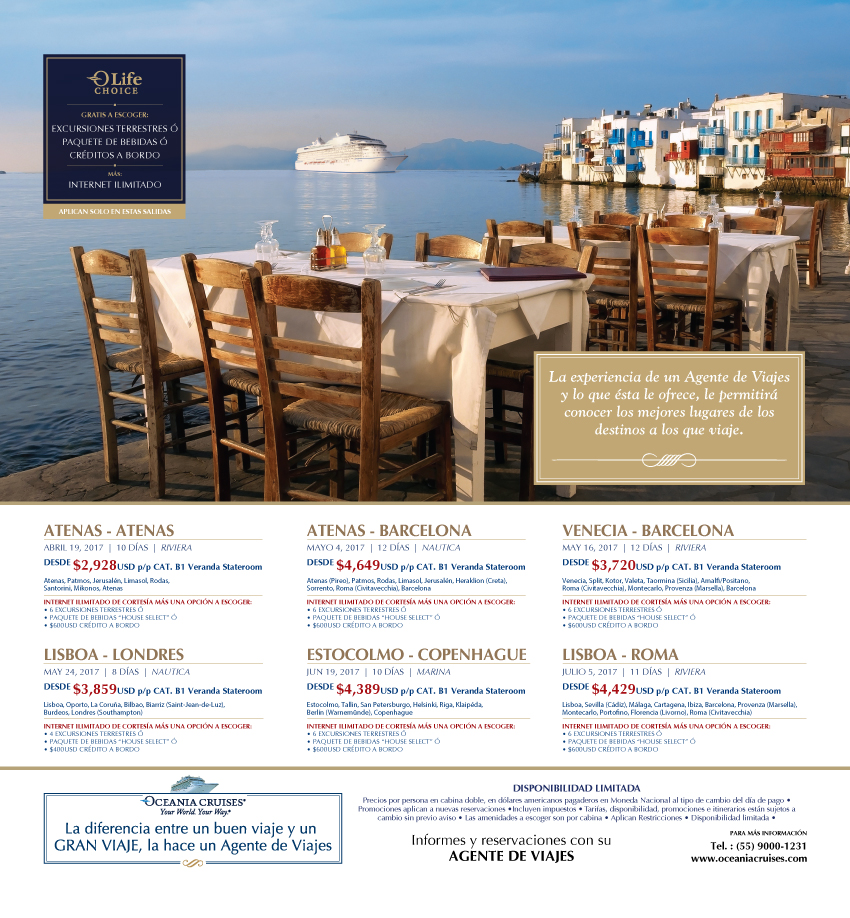 OLife
CHOICE
GRATIS A ESCOGER:
EXCURSIONES TERRESTRES Ó
PAQUETE DE BEBIDAS Ó
CRÉDITOS A BORDO
MÁS:
INTERNET ILIMITADO
APLICAN SOLO EN ESTAS SALIDAS
La experiencia de un Agente de Viajes
y lo que ésta le ofrece, le permitirá
conocer los mejores lugares de los
destinos a los que viaje.
ATENAS - ATENAS
ABRIL 19, 2017 | 10 DÍAS | RIVIERA
DESDE $2,928USD p/p CAT. B1 Veranda Stateroom
Atenas, Patmos, Jerusalén, Limasol, Rodas,
Santorini, Mikonos, Atenas
INTERNET ILIMITADO DE CORTESÍA MÁS UNA OPCIÓN A ESCOGER:
• 6 EXCURSIONES TERRESTRES Ó
• PAQUETE DE BEBIDAS "HOUSE SELECT" Ó
• $600USD CRÉDITO A BORDO
ATENAS - BARCELONA
MAYO 4, 2017 | 12 DÍAS | NAUTICA
DESDE $4,649USD p/p CAT. B1 Veranda Stateroom
Atenas (Pireo), Patmos, Rodas, Limasol, Jerusalén, Heraklion (Creta),
Sorrento, Roma (Civitavecchia), Barcelona
INTERNET ILIMITADO DE CORTESÍA MÁS UNA OPCIÓN A ESCOGER:
• 6 EXCURSIONES TERRESTRES Ó
• PAQUETE DE BEBIDAS "HOUSE SELECT" Ó
• $600USD CRÉDITO A BORDO
VENECIA - BARCELONA
MAY 16, 2017 | 12 DÍAS | RIVIERA
DESDE $3,720USD p/p CAT. B1 Veranda Stateroom
Venecia, Split, Kotor, Valeta, Taormina (Sicilia), Amalfi/Positano,
Roma (Civitavecchia), Montecarlo, Provenza (Marsella), Barcelona
INTERNET ILIMITADO DE CORTESÍA MÁS UNA OPCIÓN A ESCOGER:
• 6 EXCURSIONES TERRESTRES Ó
• PAQUETE DE BEBIDAS "HOUSE SELECT" Ó
• $600USD CRÉDITO A BORDO
LISBOA - LONDRES
MAY 24, 2017 | 8 DÍAS | NAUTICA
DESDE $3,859USD p/p CAT. B1 Veranda Stateroom
Lisboa, Oporto, La Coruña, Bilbao, Biarriz (Saint-Jean-de-Luz),
Burdeos, Londres (Southampton)
INTERNET ILIMITADO DE CORTESÍA MÁS UNA OPCIÓN A ESCOGER:
• 4 EXCURSIONES TERRESTRES Ó
• PAQUETE DE BEBIDAS "HOUSE SELECT" Ó
• $400USD CRÉDITO A BORDO
ESTOCOLMO - COPENHAGUE
JUN 19, 2017 | 10 DÍAS | MARINA
DESDE $4,389USD p/p CAT. B1 Veranda Stateroom
Estocolmo, Tallin, San Petersburgo, Helsinki, Riga, Klaipéda,
Berlín (Warnemünde), Copenhague
INTERNET ILIMITADO DE CORTESÍA MÁS UNA OPCIÓN A ESCOGER:
• 6 EXCURSIONES TERRESTRES Ó
• PAQUETE DE BEBIDAS "HOUSE SELECT" Ó
• $600USD CRÉDITO A BORDO
LISBOA - ROMA
JULIO 5, 2017 | 11 DÍAS | RIVIERA
DESDE $4,429USD p/p CAT. B1 Veranda Stateroom
Lisboa, Sevilla (Cádiz), Málaga, Cartagena, Ibiza, Barcelona, Provenza (Marsella),
Montecarlo, Portofino, Florencia (Livorno), Roma (Civitavecchia)
INTERNET ILIMITADO DE CORTESÍA MÁS UNA OPCIÓN A ESCOGER:
• 6 EXCURSIONES TERRESTRES Ó
• PAQUETE DE BEBIDAS "HOUSE SELECT" Ó
• $600USD CRÉDITO A BORDO
OCEANIA CRUISES®
Your World. Your Way.®
La diferencia entre un buen viaje y un
GRAN VIAJE, la hace un Agente de Viajes
DISPONIBILIDAD LIMITADA
Precios por persona en cabina doble, en dólares americanos pagaderos en Moneda Nacional al tipo de cambio del día de pago •
Promociones aplican a nuevas reservaciones •Incluyen impuestos • Tarifas, disponibilidad, promociones e itinerarios están sujetos a
cambio sin previo aviso • Las amenidades a escoger son por cabina • Aplican Restricciones • Disponibilidad limitada •
Informes y reservaciones con su
AGENTE DE VIAJES
PARA MÁS INFORMACIÓN
Tel. : (55) 9000-1231
www.oceaniacruises.com